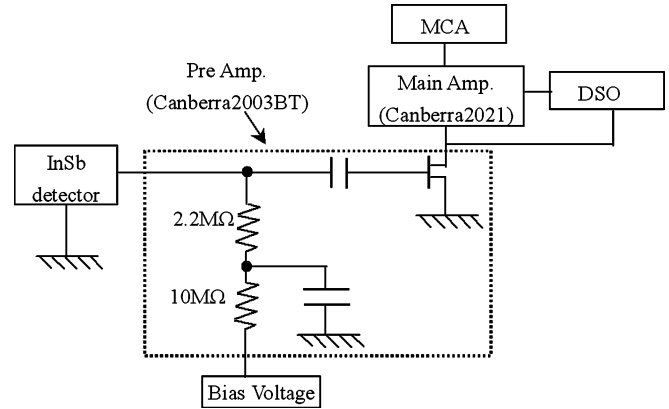 MCA
Pre Amp.
(Canberra2003BT)
Main Amp.
(Canberra2021)
DSO
InSb
detector
2.2MΩ
10MΩ
Bias Voltage